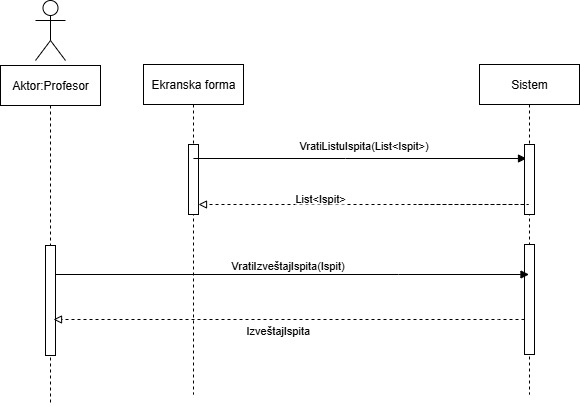 Aktor:Profesor
Ekranska forma
Sistem
VratiListuIspita(List<Ispit>)
List<Ispit>
VratiIzveštajIspita(Ispit)
IzveštajIspita